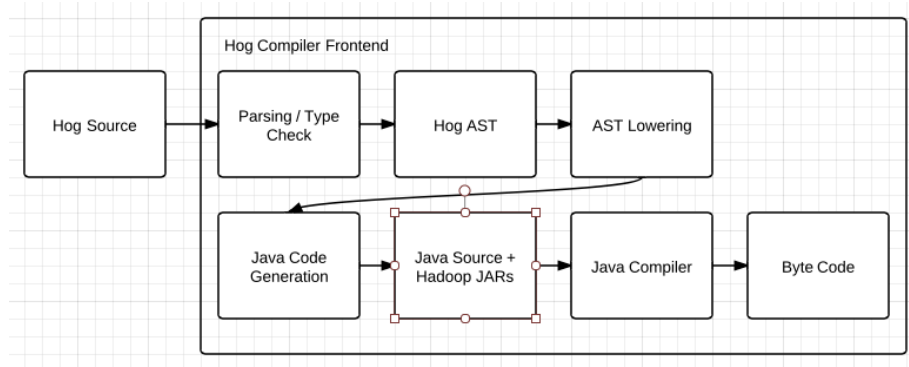 Hog Compiler Frontend
Hog Source
Parsing / Type
Check
Hog AST
AST Lowering
Java Code
Generation
Java Source +
Hadoop JARs
Java Compiler
Byte Code